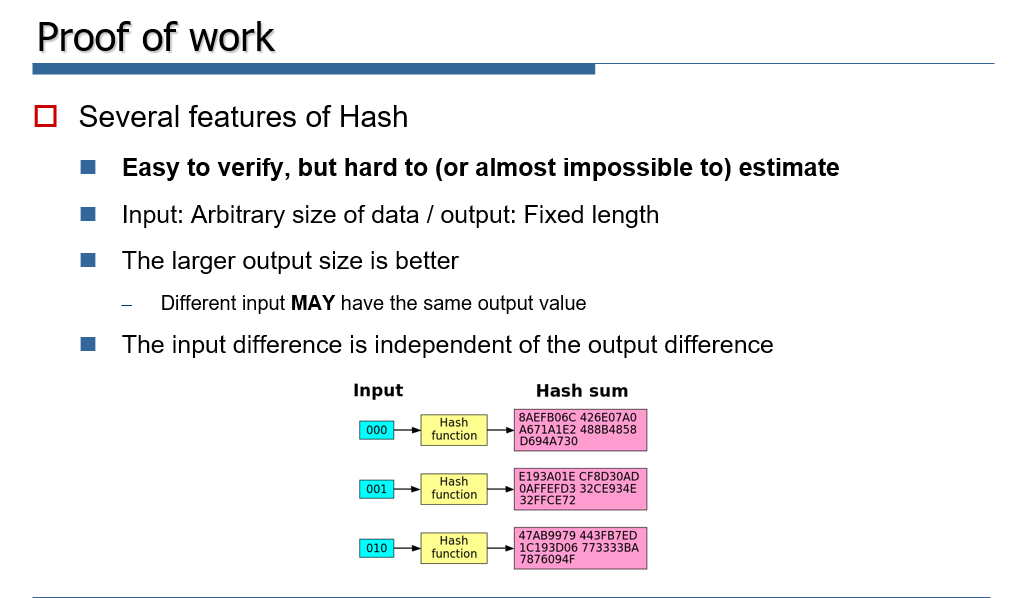 Proof of work
Several features of Hash
Easy to verify, but hard to (or almost impossible to) estimate
Input: Arbitrary size of data / output: Fixed length
The larger output size is better
– Different input MAY have the same output value
The input difference is independent of the output difference
Input Hash sum
000
Hash
function
8AEFB06C 426E07A0
A671A1E2 488B4858
D694A730
001
Hash
function
E193A01E CF8D30AD
0AFFEFD3 32CE934E
32FFCE72
010
Hash
function
47AB9979 443FB7ED
1C193D06 773333BA
7876094F